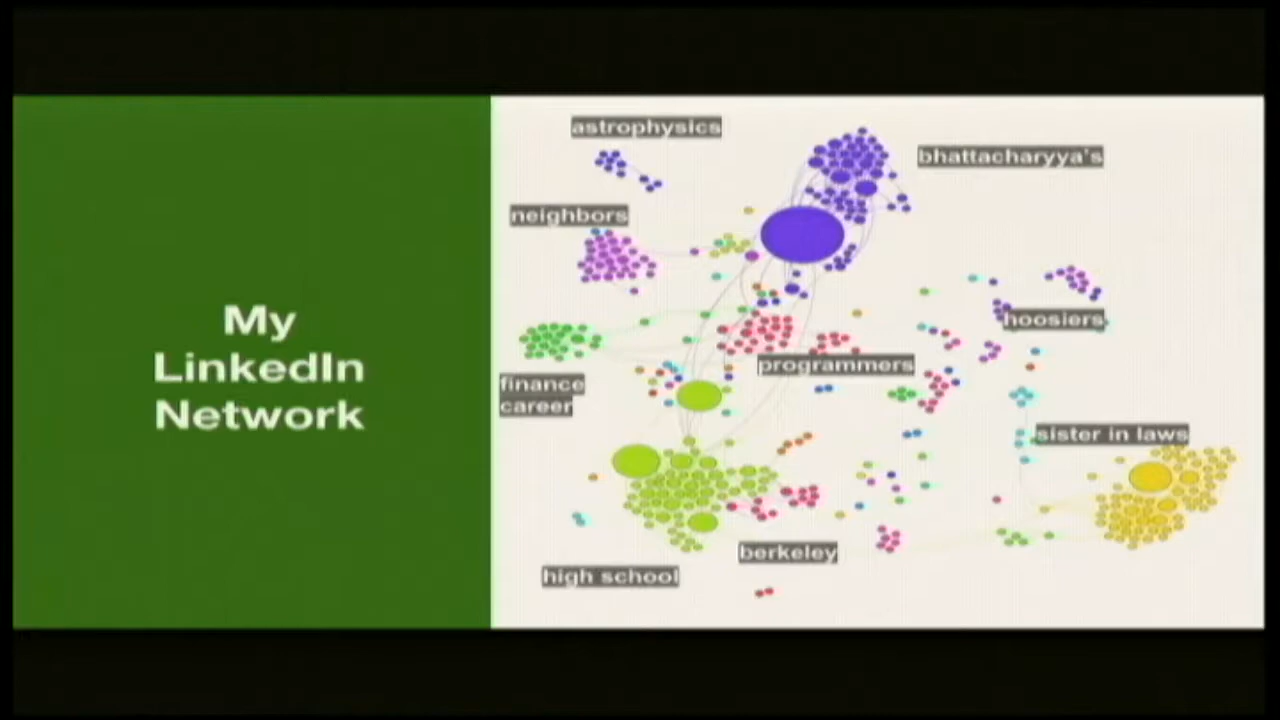 My
LinkedIn
Network
astrophysics
bhattacharyya's
neighbors
hoosiers
programmers
finance
career
sister in laws
berkeley
high school